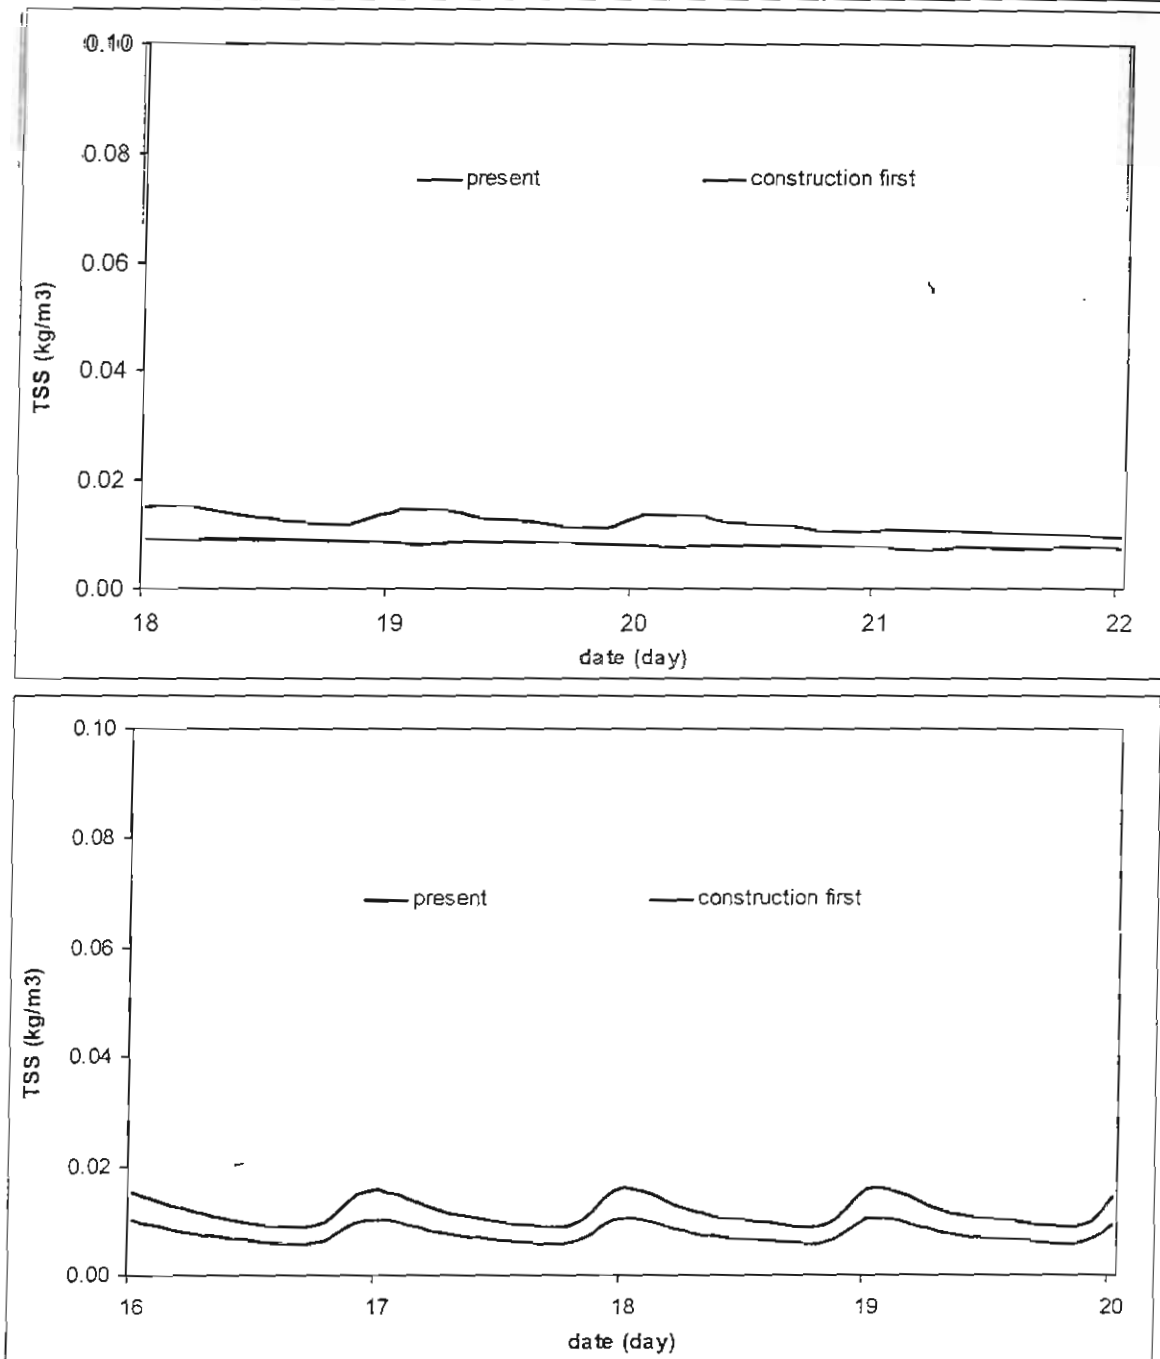 0.10
0.08
present construction first
0.06
0.04
0.02
0.00
TSS (kg/m3)
18 19 20 21 22
date (day)
0.10
0.08
present construction first
0.06
0.04
0.02
0.00
TSS (kg/m3)
16 17 18 19 20
date (day)